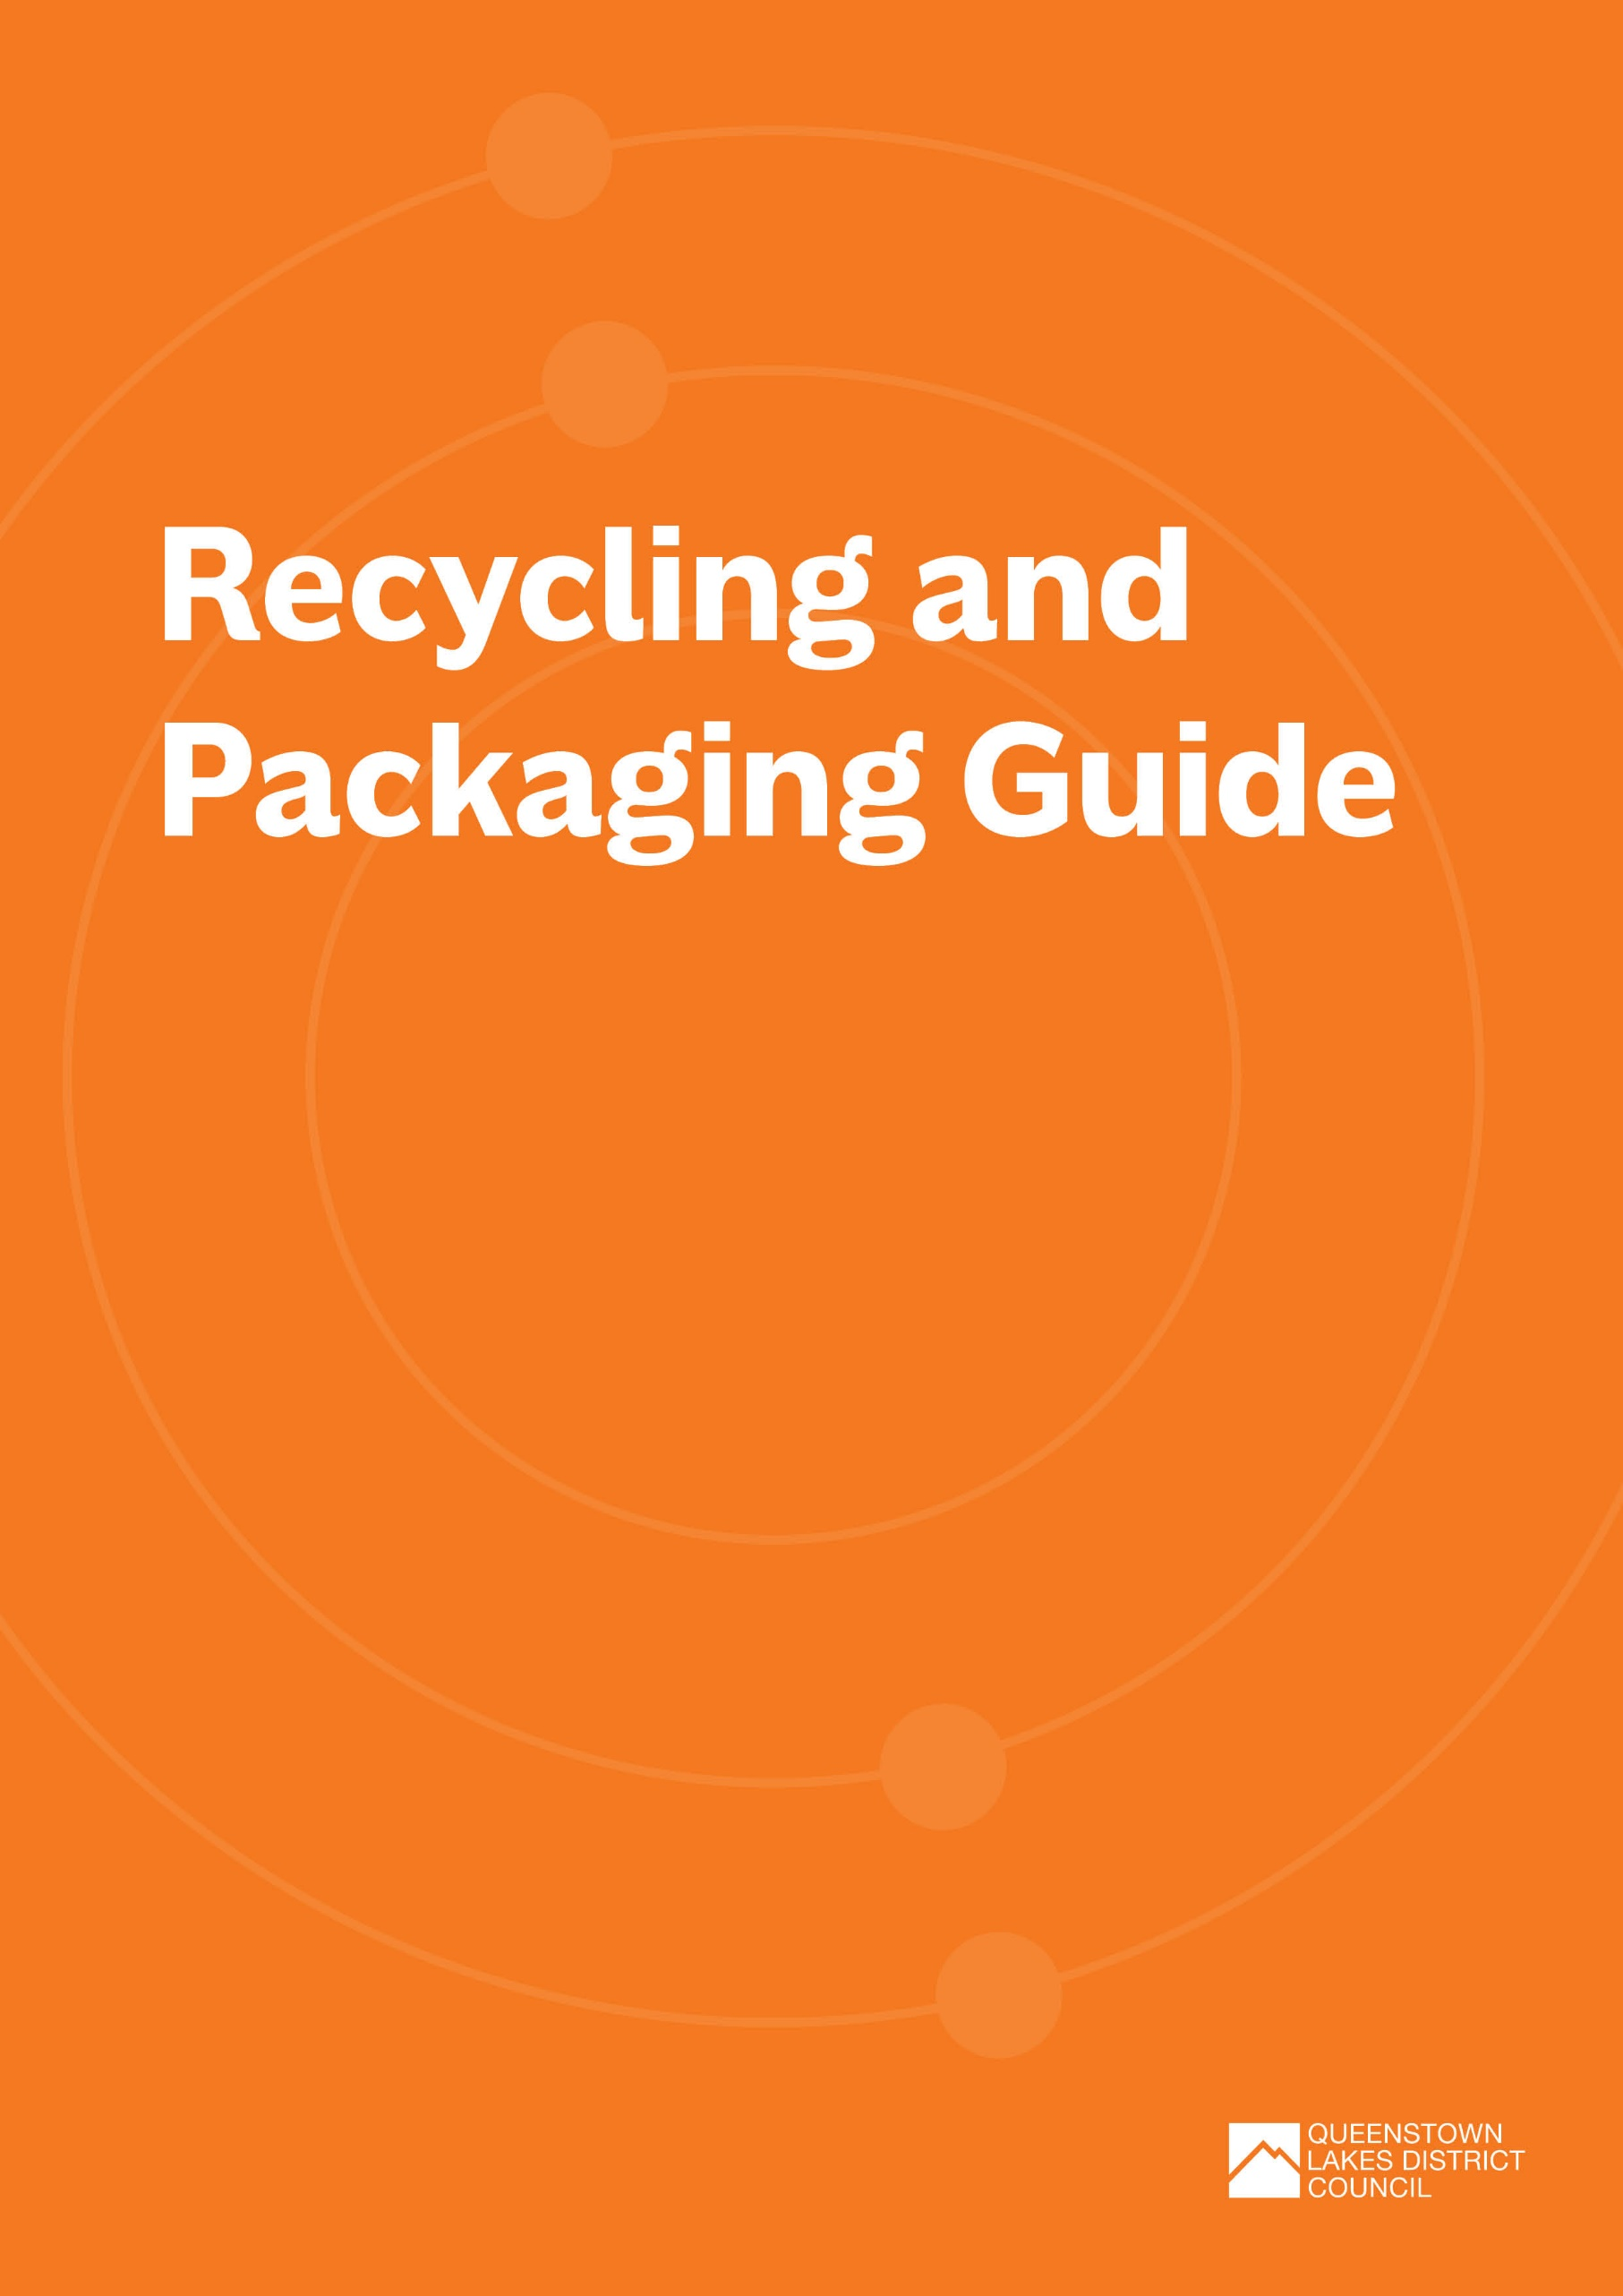 Recycling and
Packaging Guide
QUEENSTOWN
LAKES DISTRICT
COUNCIL